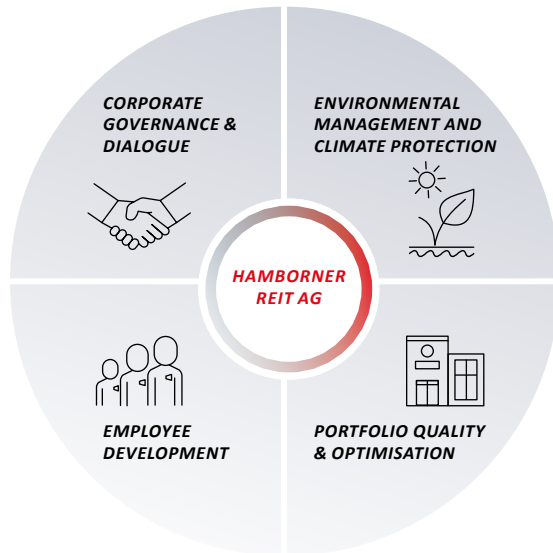 CORPORATE
GOVERNANCE &
DIALOGUE
ENVIRONMENTAL
MANAGEMENT AND
CLIMATE PROTECTION
HAMBORNER
REIT AG
EMPLOYEE
DEVELOPMENT
PORTFOLIO QUALITY
& OPTIMISATION